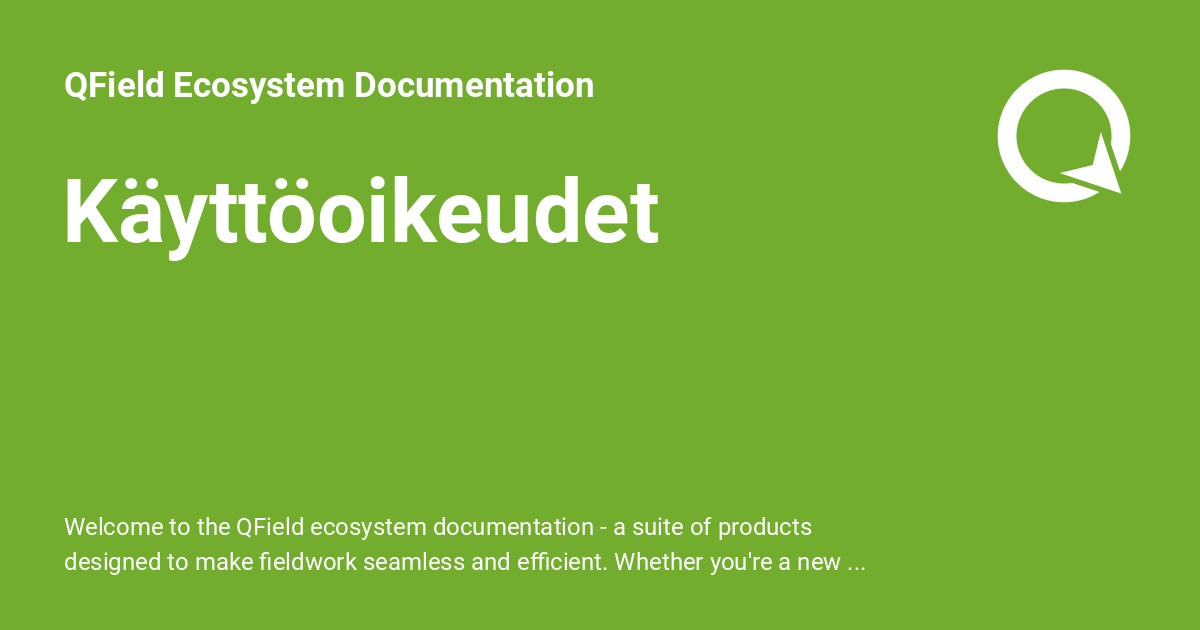 QField Ecosystem Documentation
Käyttöoikeudet
Welcome to the QField ecosystem documentation - a suite of products
designed to make fieldwork seamless and efficient. Whether you're a new ...